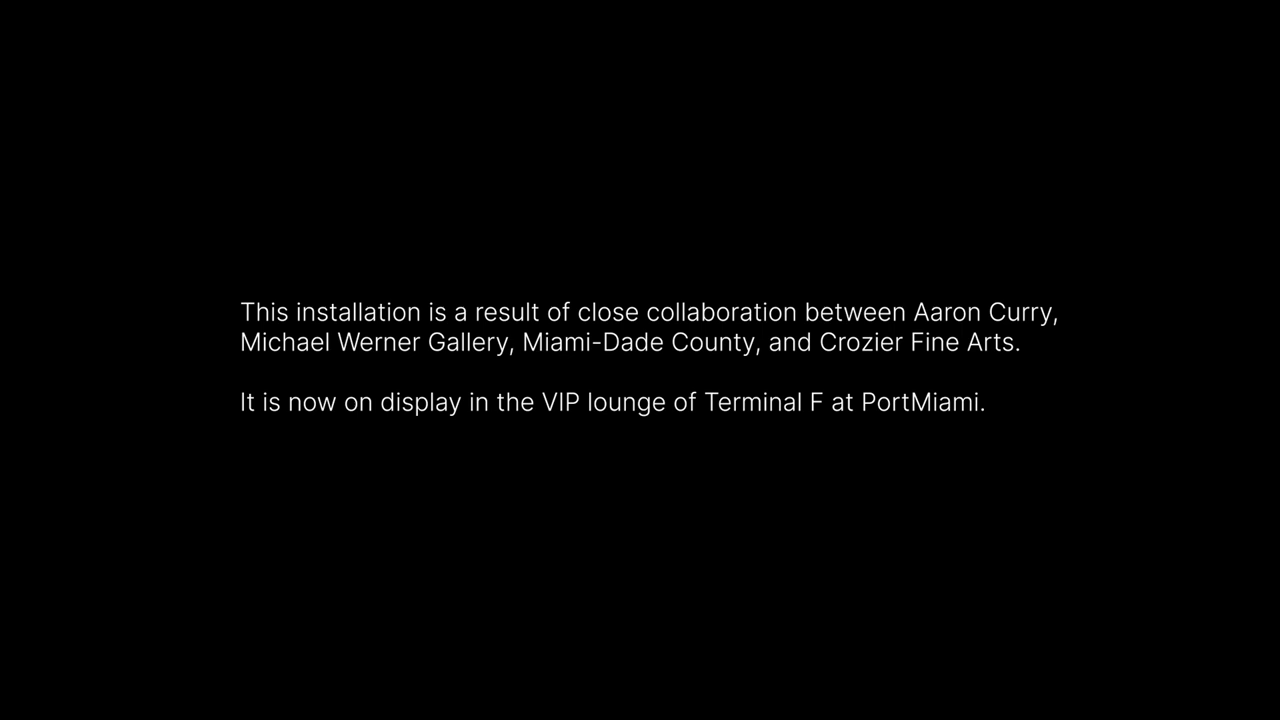 This installation is a result of close collaboration between Aaron Curry,
Michael Werner Gallery, Miami-Dade County, and Crozier Fine Arts.
It is now on display in the VIP lounge of Terminal F at PortMiami.